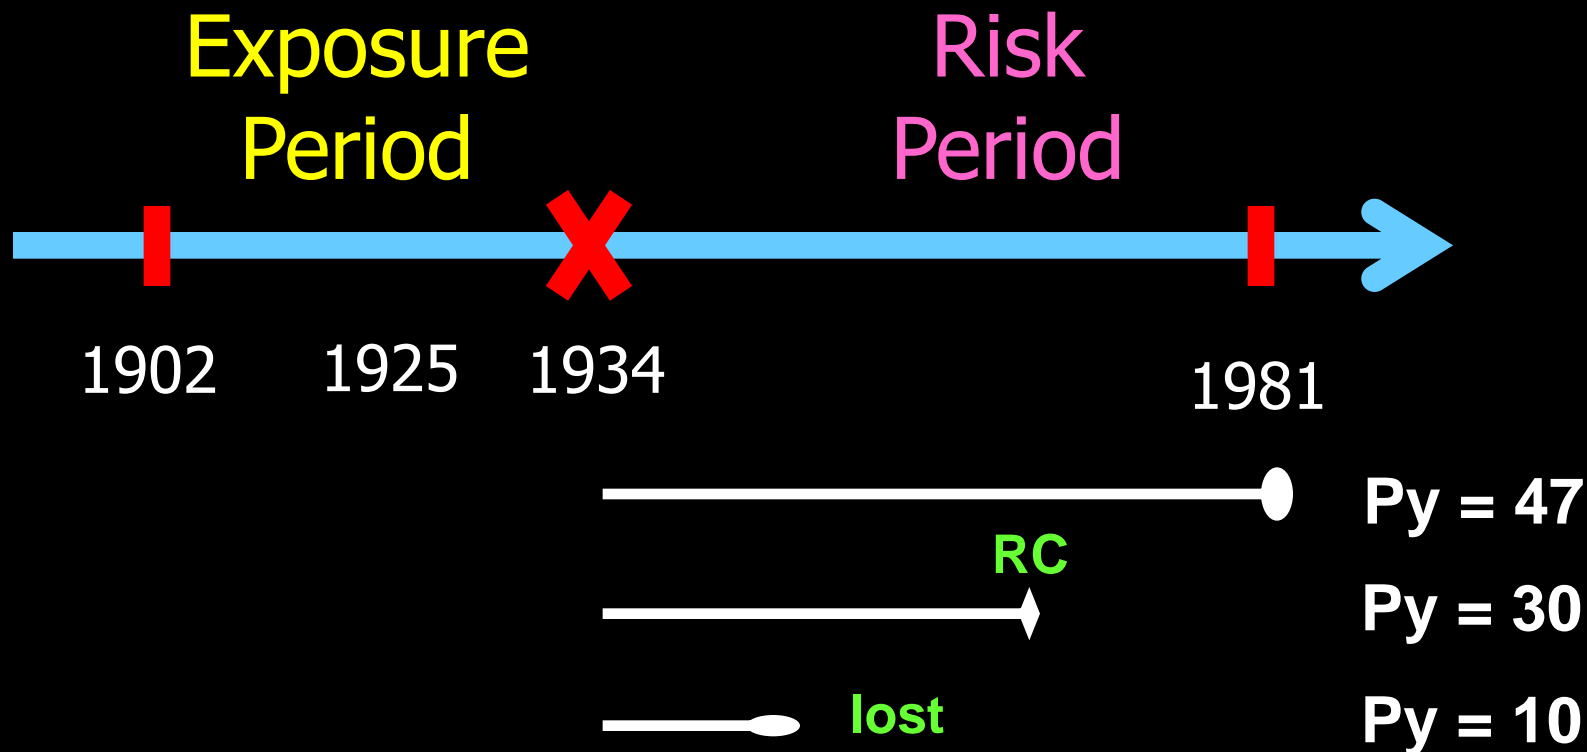 Exposure
Period
Risk
Period
1902 1925 1934 1981
Py = 47
RC
Py = 30
lost
Py = 10